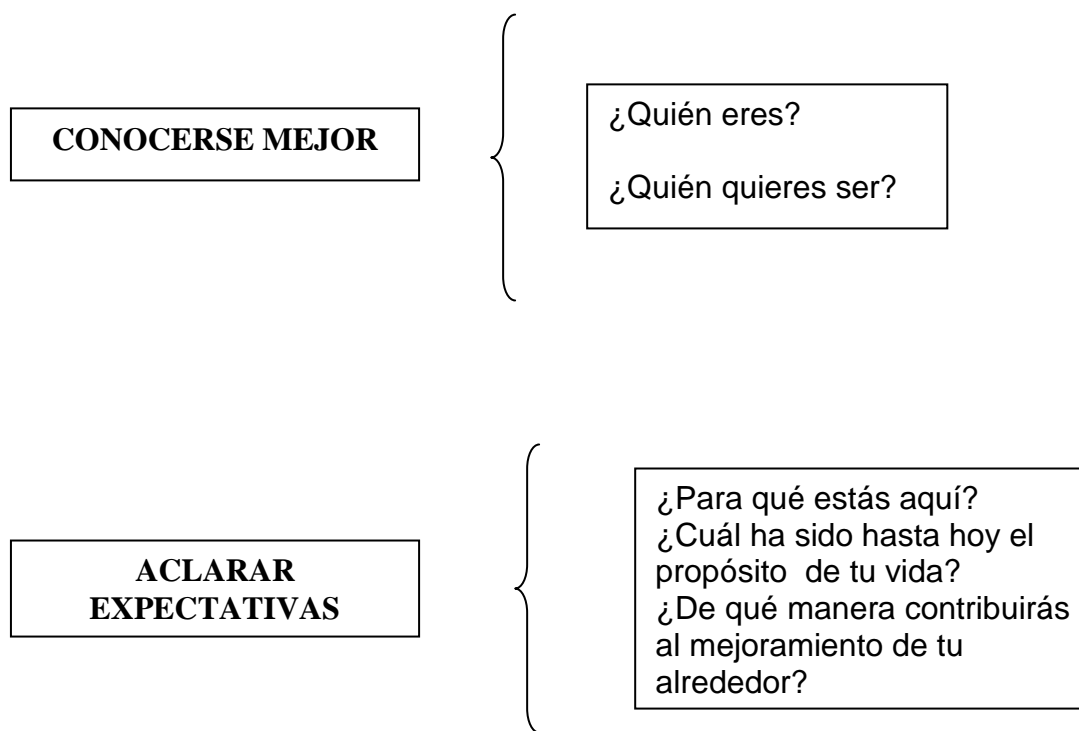 CONOCERSE MEJOR
¿Quién eres?
¿Quién quieres ser?
ACLARAR
EXPECTATIVAS
¿Para qué estás aquí?
¿Cuál ha sido hasta hoy el
propósito  de tu vida?
¿De qué manera contribuirás
al mejoramiento de tu
alrededor?